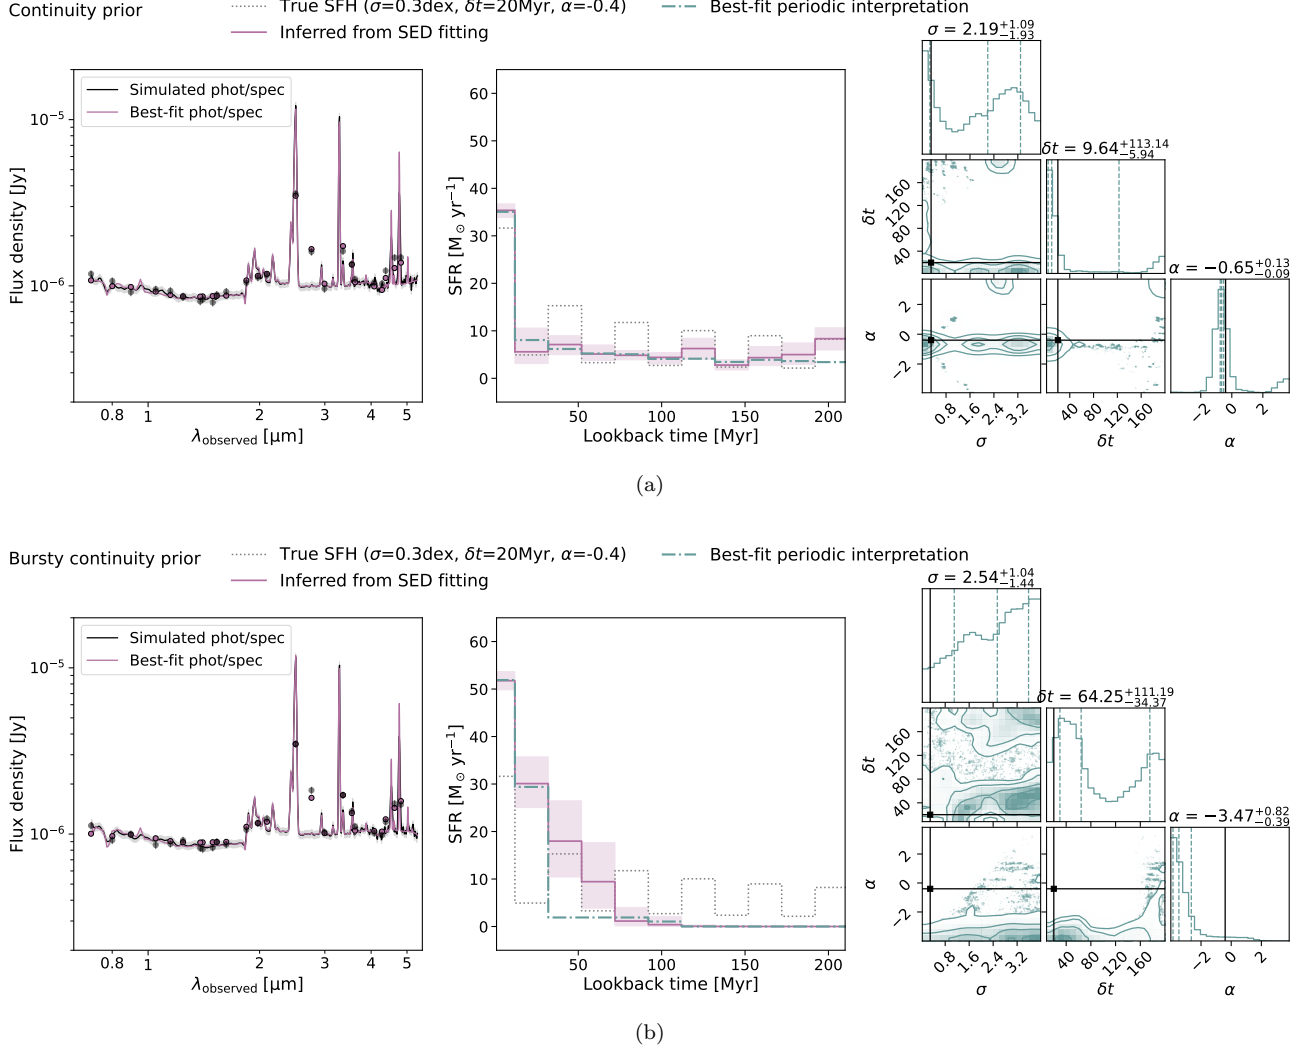 Continuity prior
True SFH (σ=0.3dex, δt=20Myr, α=-0.4)
Best-fit periodic interpretation
Inferred from SED fitting
Simulated phot/spec
Best-fit phot/spec
10⁻⁵
10⁻⁶
Flux density [Jy]
0.8 1 2 3 4 5
λobserved [μm]
60
50
40
30
20
10
0
SFR [M⊙ yr⁻¹]
50 100 150 200
Lookback time [Myr]
σ = 2.19+1.09−1.93
δt = 9.64+113.14−5.94
α = −0.65+0.13−0.09
δt
160
120
80
40
α
2
0
−2
0.8 1.6 2.4 3.2
σ
40 80 120 160
δt
−2 0 2
α
(a)
Bursty continuity prior
True SFH (σ=0.3dex, δt=20Myr, α=-0.4)
Best-fit periodic interpretation
Inferred from SED fitting
Simulated phot/spec
Best-fit phot/spec
10⁻⁵
10⁻⁶
Flux density [Jy]
0.8 1 2 3 4 5
λobserved [μm]
60
50
40
30
20
10
0
SFR [M⊙ yr⁻¹]
50 100 150 200
Lookback time [Myr]
σ = 2.54+1.04−1.44
δt = 64.25+111.19−34.37
α = −3.47+0.82−0.39
δt
160
120
80
40
α
2
0
−2
0.8 1.6 2.4 3.2
σ
40 80 120 160
δt
−2 0 2
α
(b)